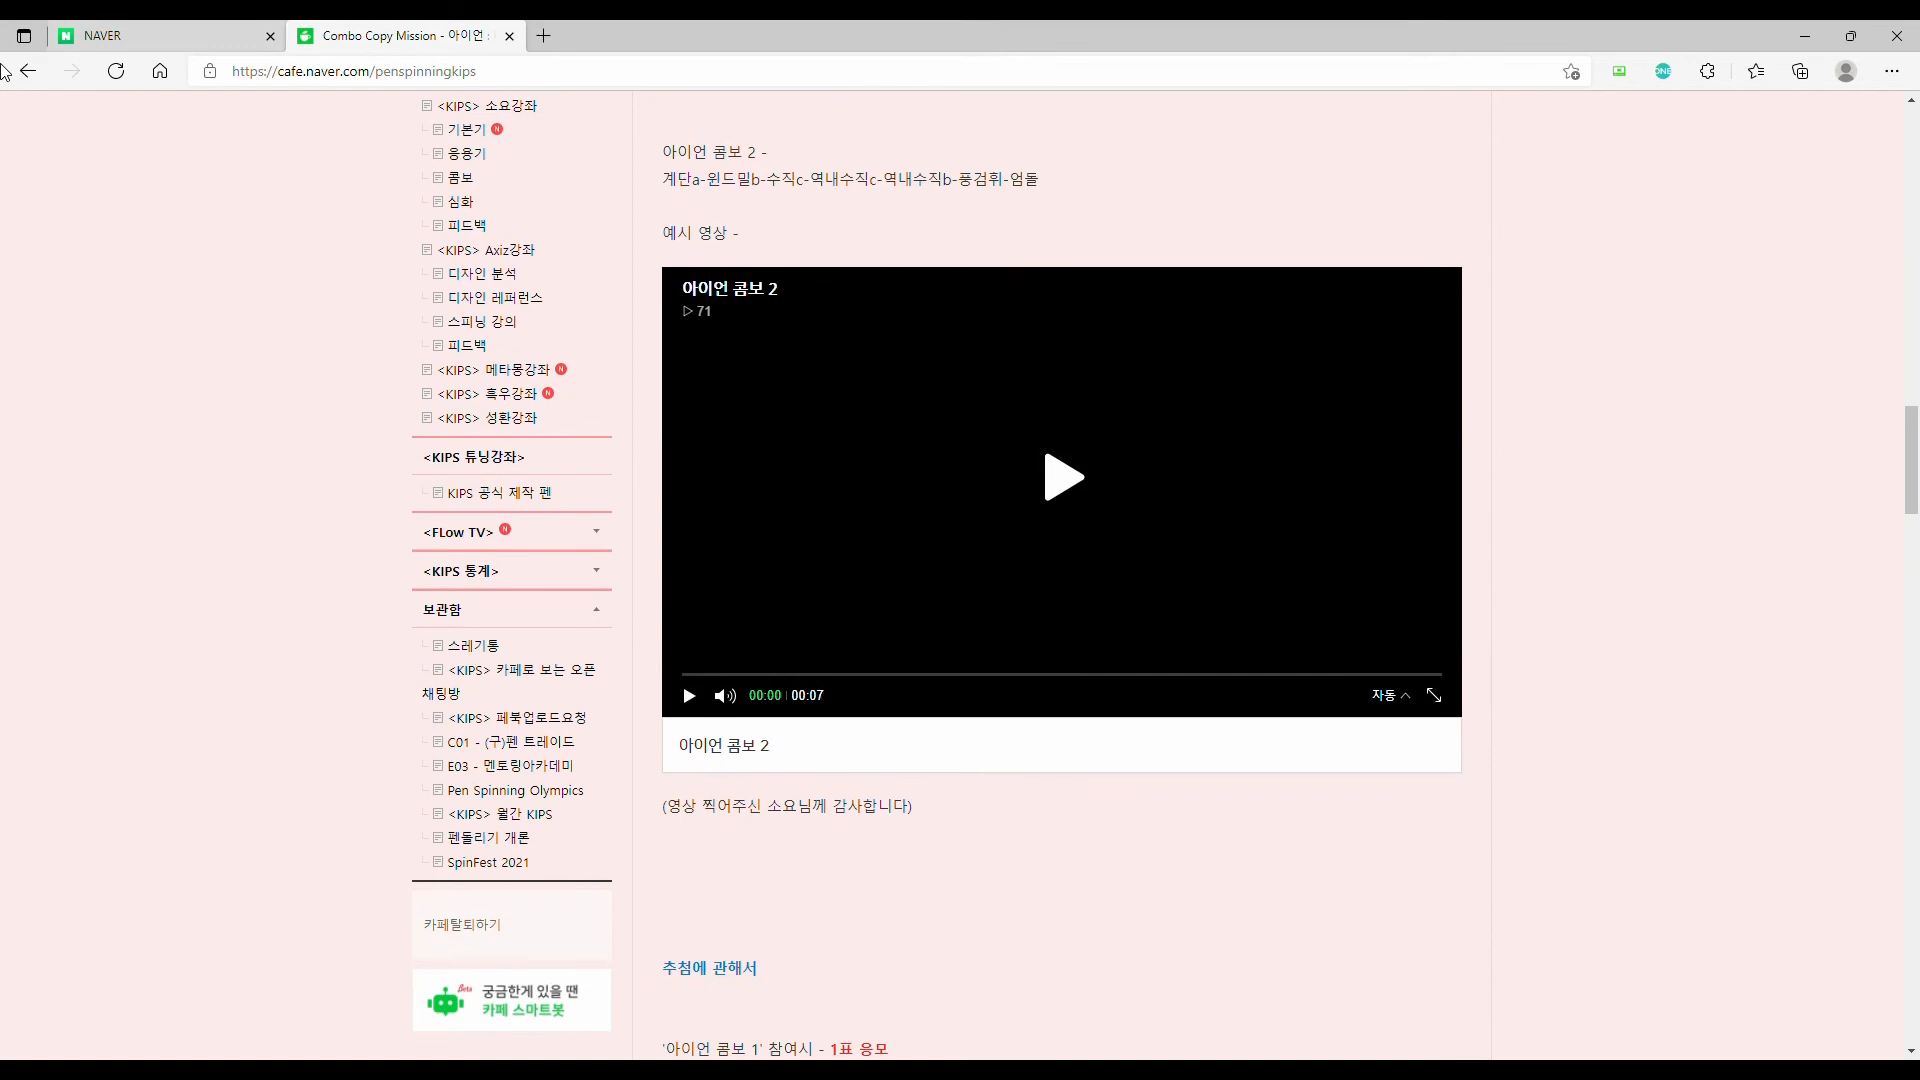 NAVER
Combo Copy Mission - 아이언 :
https://cafe.naver.com/penspinningkips
<KIPS> 소요강좌
기본기 N
응용기
콤보
심화
피드백
<KIPS> Axiz강좌
디자인 분석
디자인 레퍼런스
스피닝 강의
피드백
<KIPS> 메타몽강좌 N
<KIPS> 흑우강좌 N
<KIPS> 성환강좌
<KIPS 튜닝강좌>
KIPS 공식 제작 펜
<FLow TV> N
<KIPS 통계>
보관함
스레기통
<KIPS> 카페로 보는 오픈
채팅방
<KIPS> 페북업로드요청
C01 - (구)펜 트레이드
E03 - 멘토링아카데미
Pen Spinning Olympics
<KIPS> 월간 KIPS
펜돌리기 개론
SpinFest 2021
카페탈퇴하기
Beta 궁금한게 있을 땐
카페 스마트봇
아이언 콤보 2 -
계단a-윈드밀b-수직c-역내수직c-역내수직b-풍검휘-엄돌
예시 영상 -
아이언 콤보 2
71
00:00 00:07 자동
아이언 콤보 2
(영상 찍어주신 소요님께 감사합니다)
추첨에 관해서
'아이언 콤보 1' 참여시 - 1표 응모